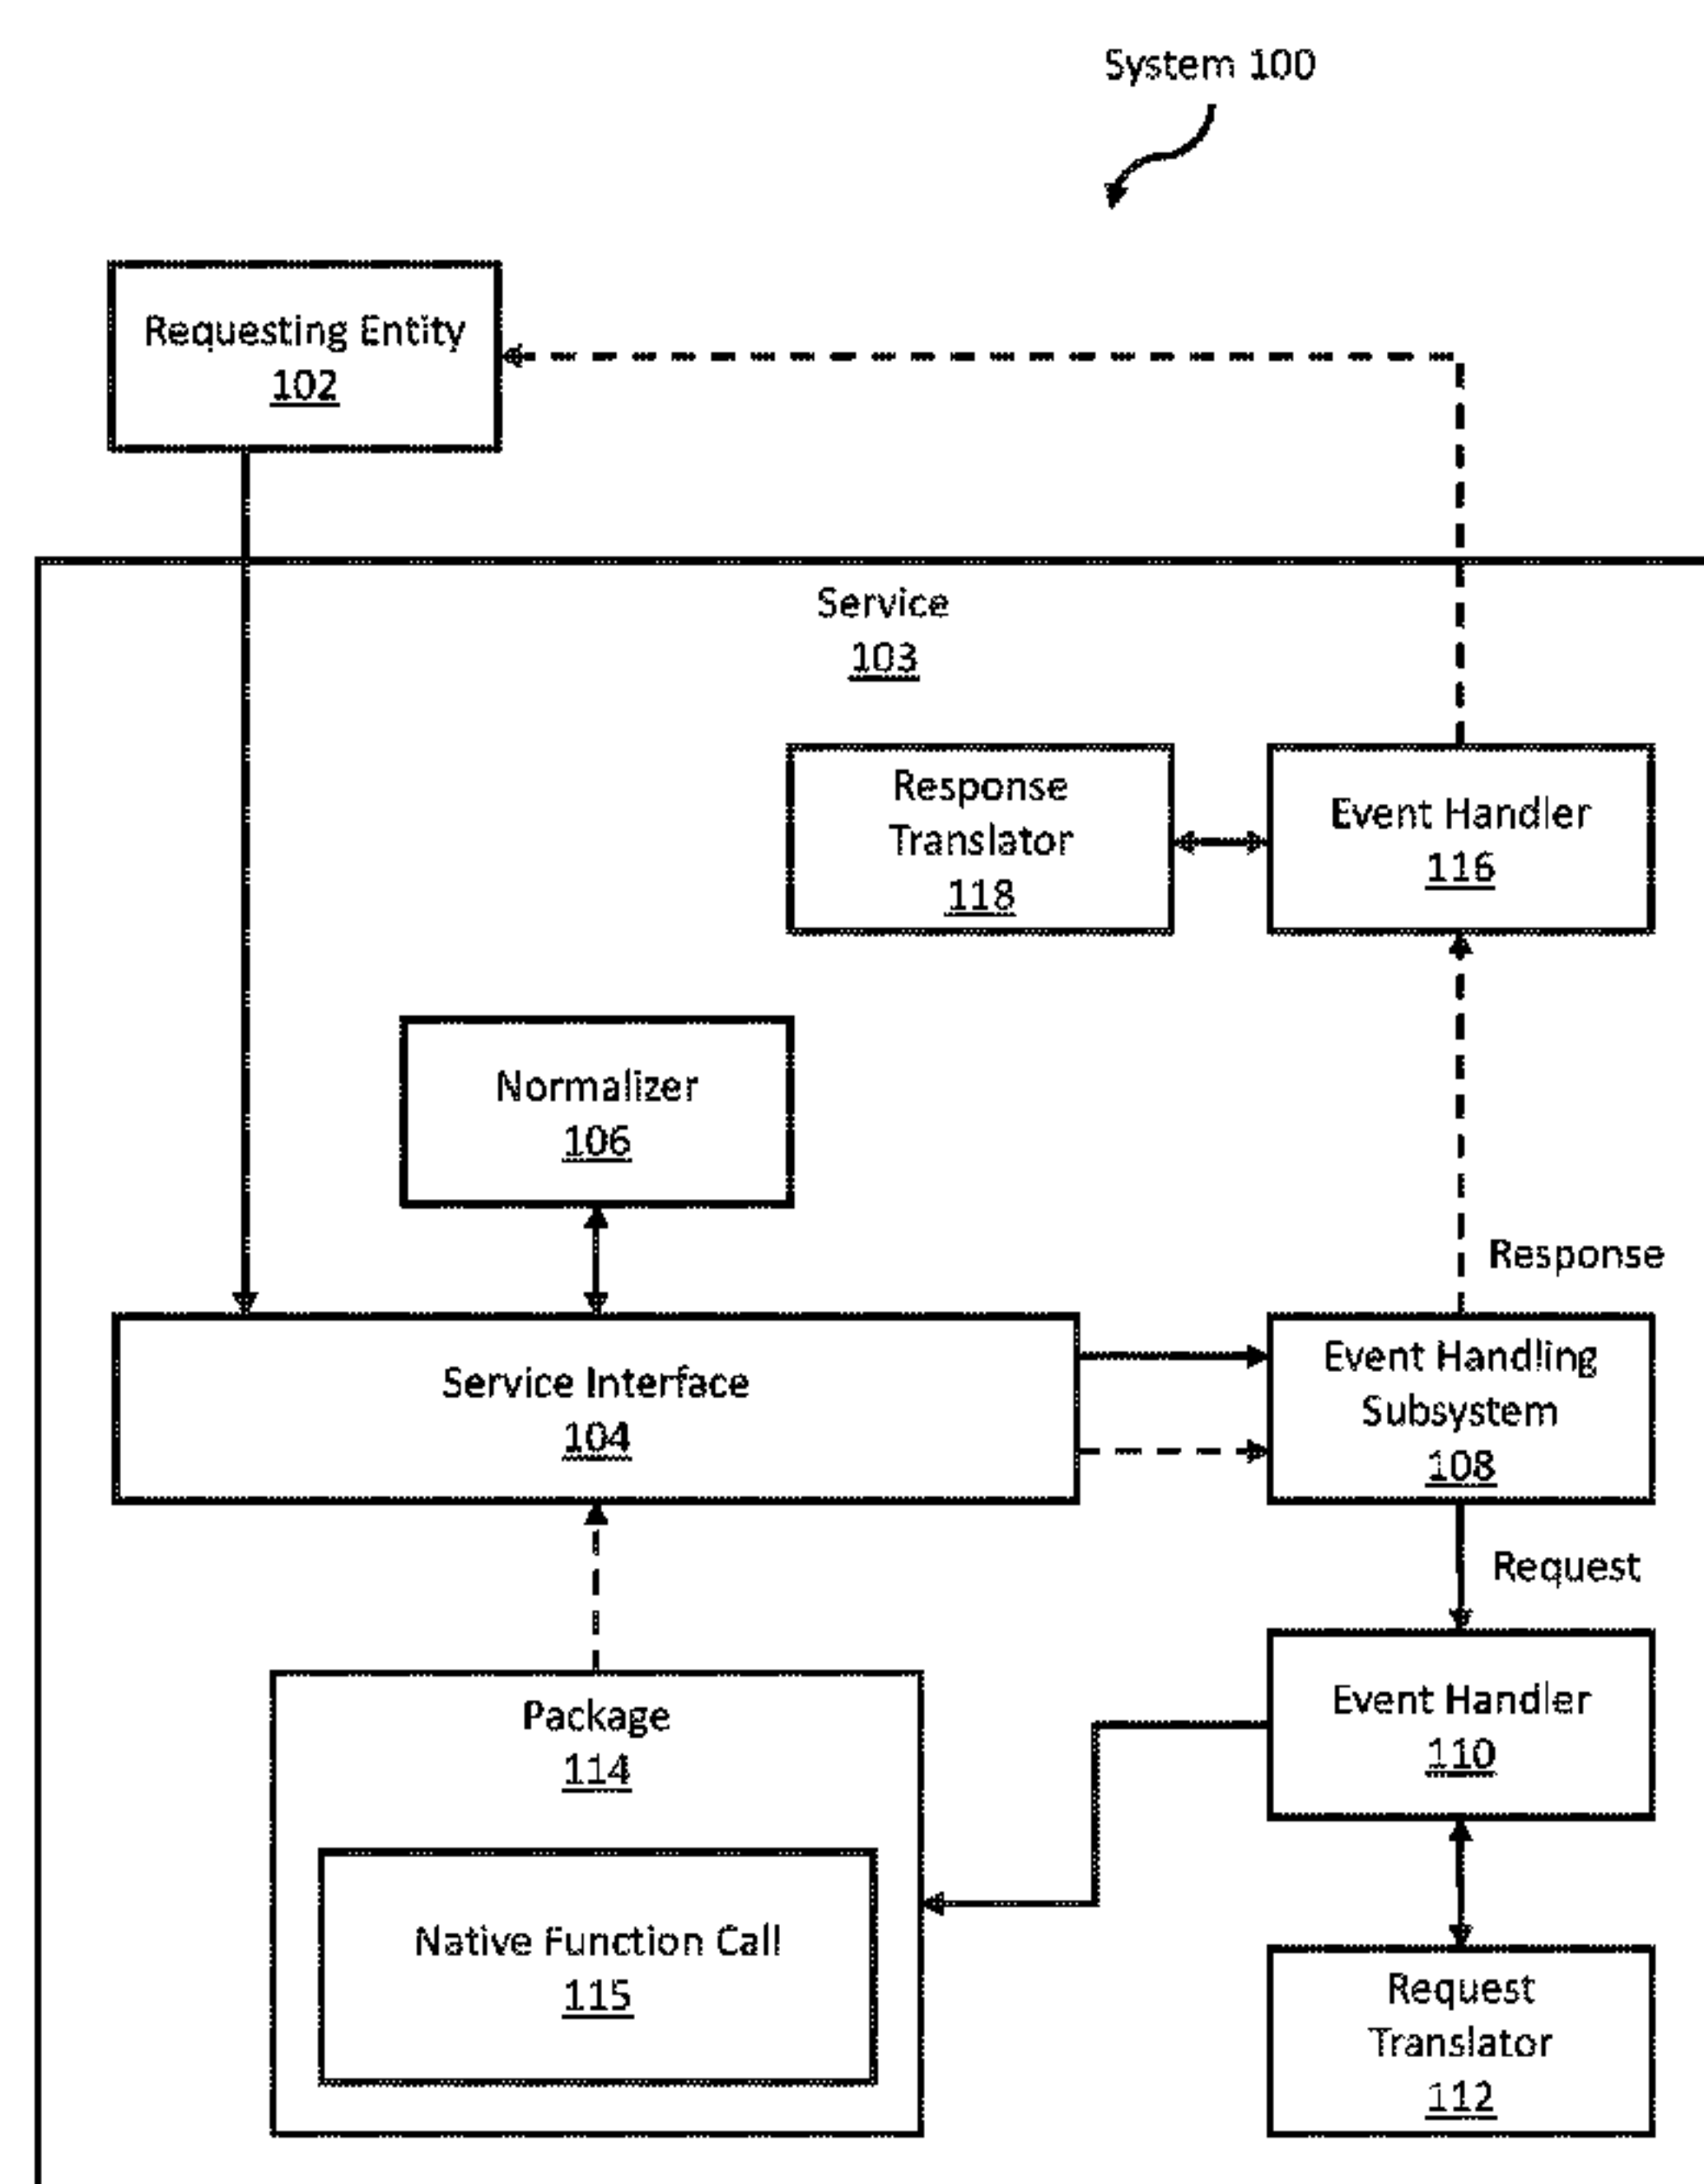 System 100
Requesting Entity
102
Service
103
Response
Translator
118
Event Handler
116
Normalizer
106
Response
Service Interface
104
Event Handling
Subsystem
108
Request
Package
114
Event Handler
110
Native Function Call
115
Request
Translator
112